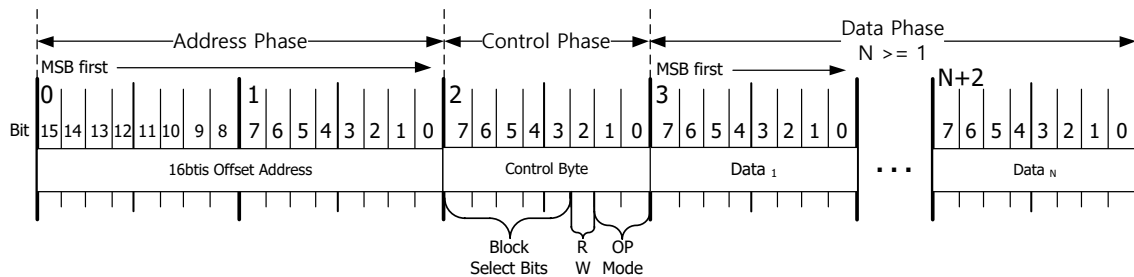 Address Phase Control Phase Data Phase
N >= 1
MSB first MSB first
0 1 2 3 N+2
Bit 15 14 13 12 11 10 9 8 7 6 5 4 3 2 1 0 7 6 5 4 3 2 1 0 7 6 5 4 3 2 1 0 7 6 5 4 3 2 1 0
16btis Offset Address Control Byte Data 1 ... Data N
Block R OP
Select Bits W Mode